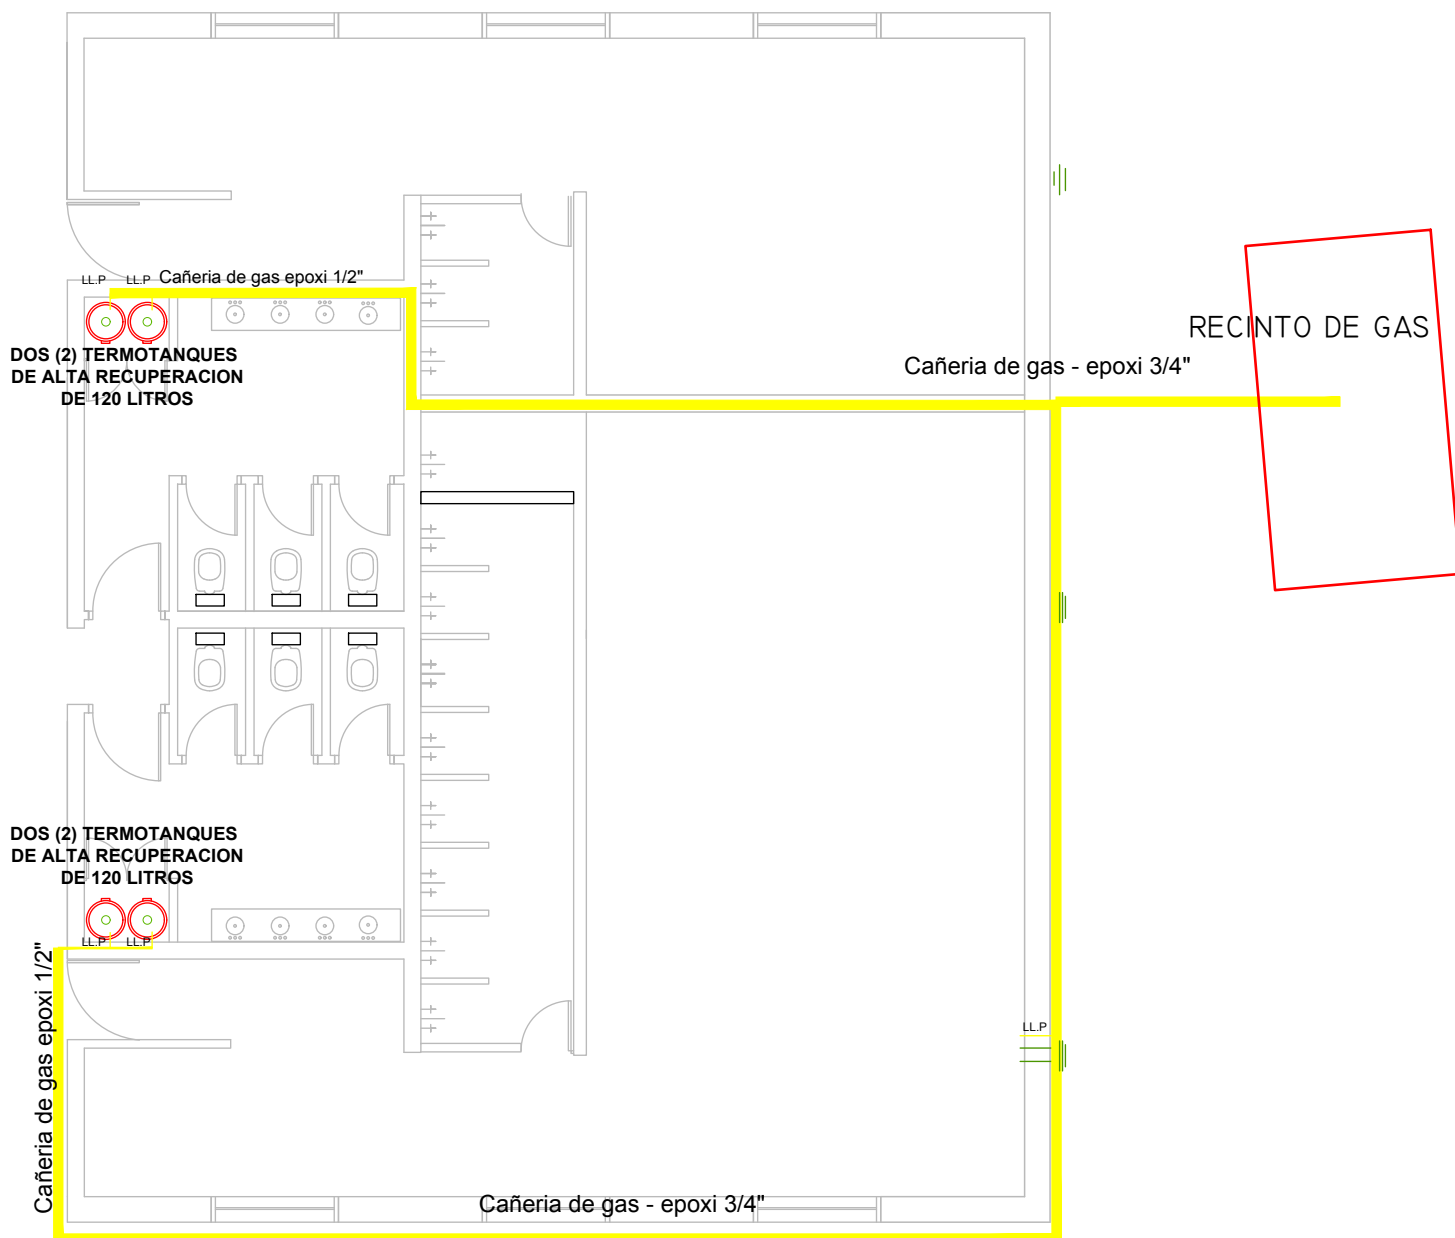 LL.P LL.P Cañeria de gas epoxi 1/2"
RECINTO DE GAS
DOS (2) TERMOTANQUES
DE ALTA RECUPERACION
DE 120 LITROS
Cañeria de gas - epoxi 3/4"
DOS (2) TERMOTANQUES
DE ALTA RECUPERACION
DE 120 LITROS
LL.P LL.P
Cañeria de gas epoxi 1/2"
LL.P
Cañeria de gas - epoxi 3/4"